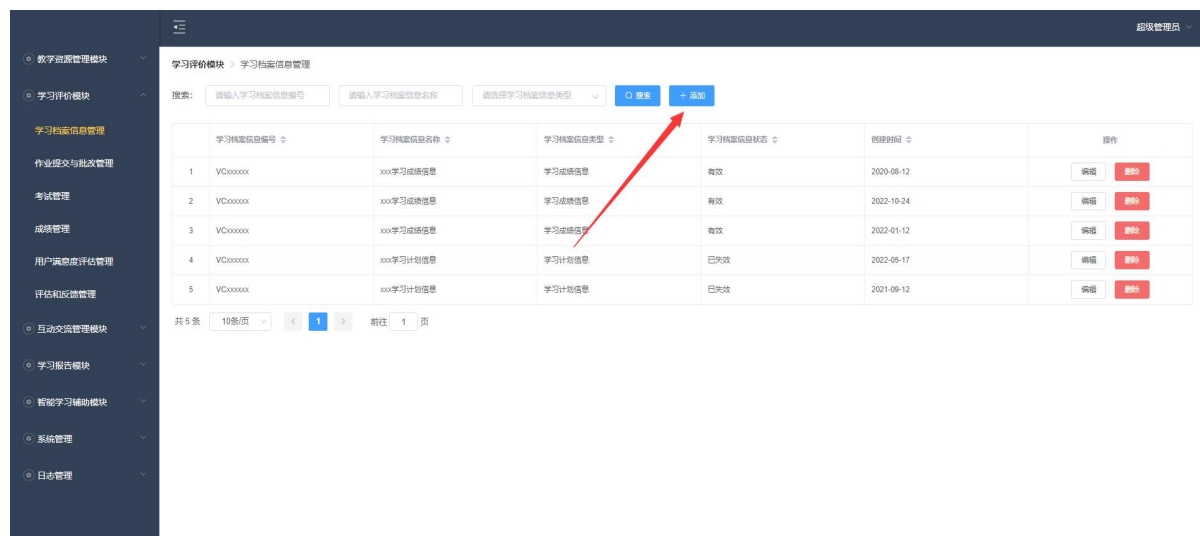 超级管理员
教学资源管理模块
学习评价模块
学习档案信息管理
作业提交与批改管理
考试管理
成绩管理
用户满意度评估管理
评估和反馈管理
互动交流管理模块
学习报告模块
智能学习辅助模块
系统管理
日志管理
学习评价模块 > 学习档案信息管理
搜索: 请输入学习档案信息编号 请输入学习档案信息名称 请选择学习档案信息类型 搜索 + 添加
学习档案信息编号 学习档案信息名称 学习档案信息类型 学习档案信息状态 创建时间 操作
1 VCxxxxxx xxx学习成绩信息 学习成绩信息 有效 2020-08-12 编辑 删除
2 VCxxxxxx xxx学习成绩信息 学习成绩信息 有效 2022-10-24 编辑 删除
3 VCxxxxxx xxx学习成绩信息 学习成绩信息 有效 2022-01-12 编辑 删除
4 VCxxxxxx xxx学习计划信息 学习计划信息 已失效 2022-05-17 编辑 删除
5 VCxxxxxx xxx学习计划信息 学习计划信息 已失效 2021-09-12 编辑 删除
共 5 条 10条/页 < 1 > 前往 1 页